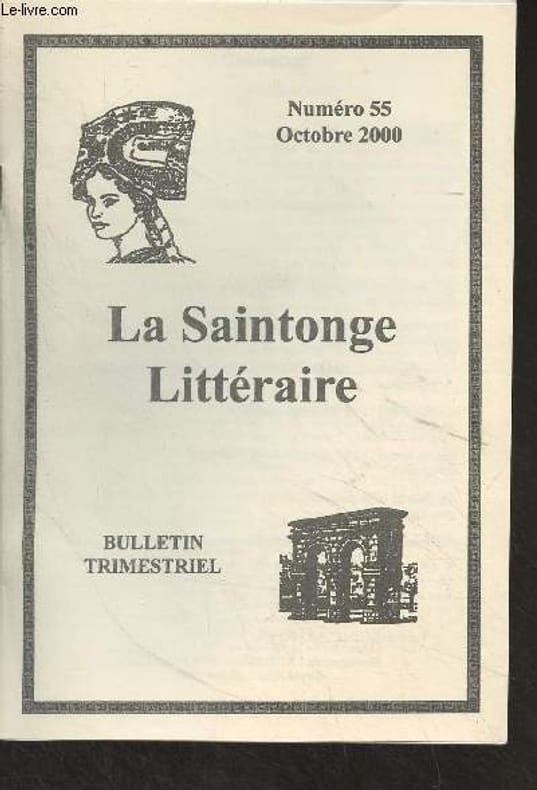 Le-livre.com
Numéro 55
Octobre 2000
La Saintonge
Littéraire
BULLETIN
TRIMESTRIEL